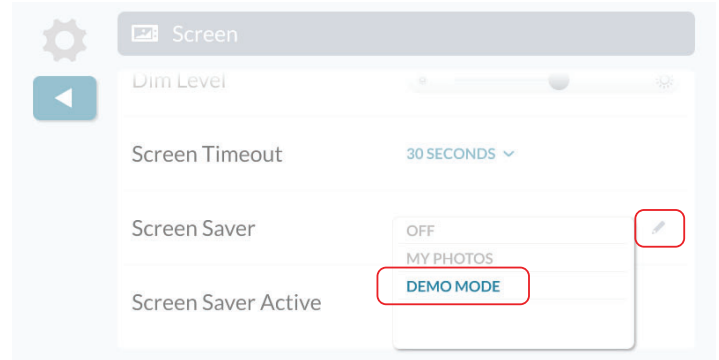 Screen
Dim Level
Screen Timeout
30 SECONDS
Screen Saver
OFF
MY PHOTOS
DEMO MODE
Screen Saver Active